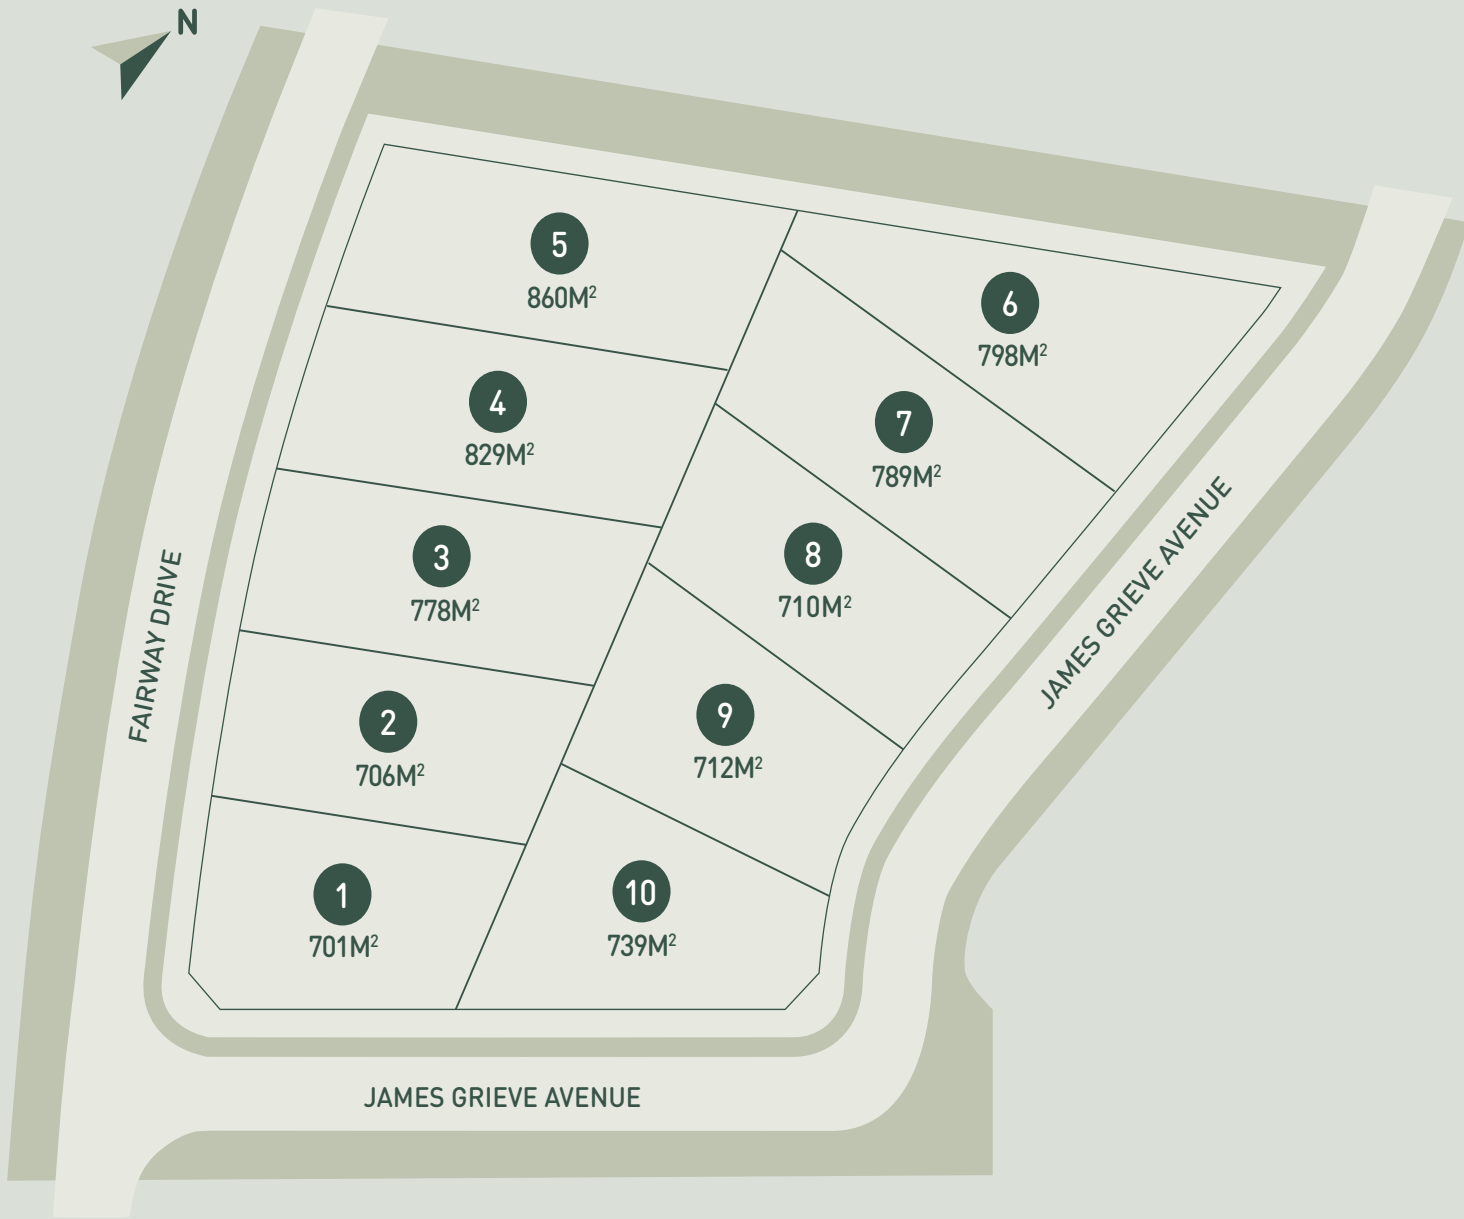 N
5
860M²
6
798M²
4
829M²
7
789M²
3
778M²
8
710M²
2
706M²
9
712M²
1
701M²
10
739M²
FAIRWAY DRIVE
JAMES GRIEVE AVENUE
JAMES GRIEVE AVENUE